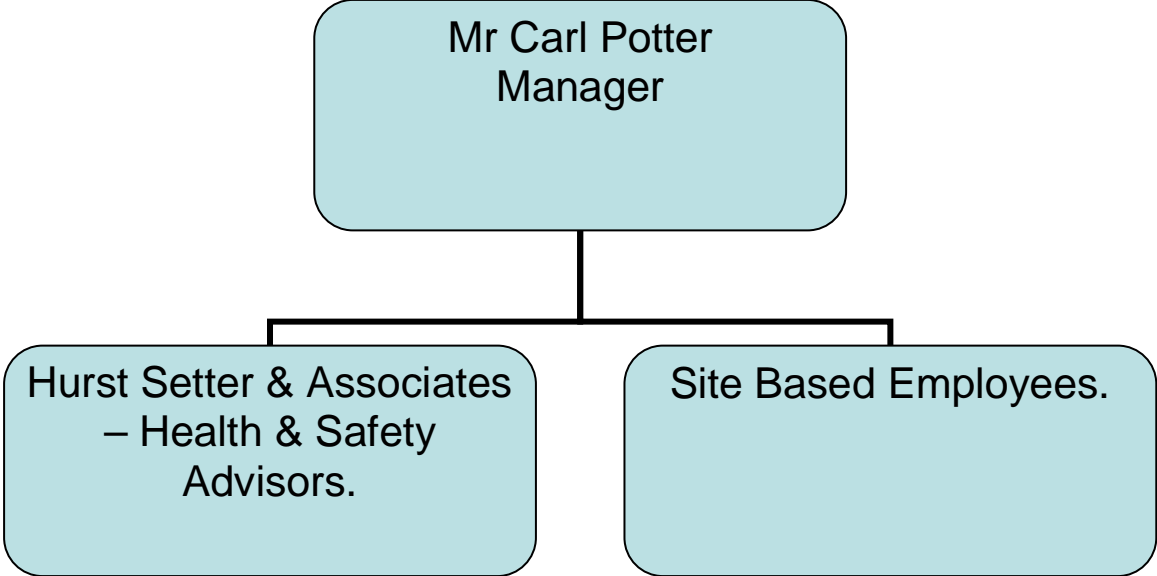 Mr Carl Potter
Manager
Hurst Setter & Associates
– Health & Safety
Advisors.
Site Based Employees.